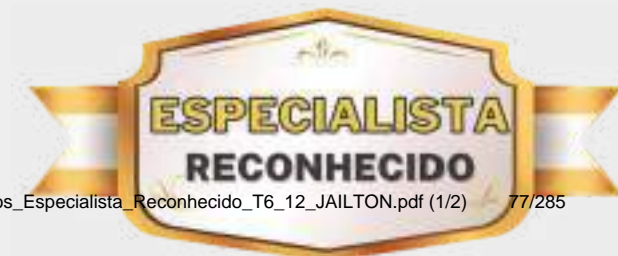 ESPECIALISTA
RECONHECIDO
os_Especialista_Reconhecido_T6_12_JAILTON.pdf (1/2) 77/285